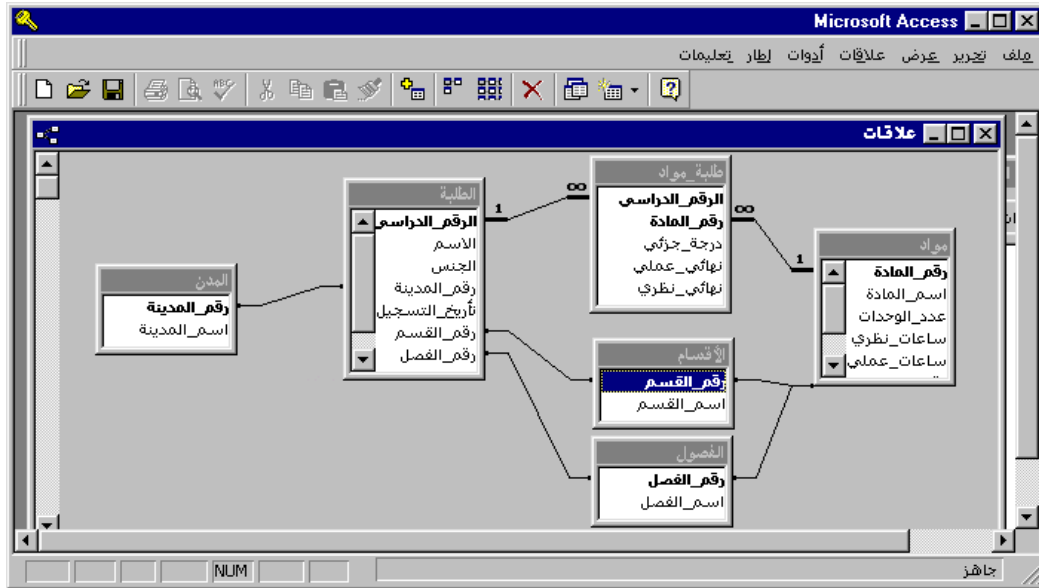 Microsoft Access
ملف تحرير عرض علاقات أدوات إطار تعليمات
علاقات
طلبة_مواد
الرقم_الدراسي
رقم_المادة
درجة_جزئي
نهائي_عملي
نهائي_نظري
∞
∞
الطلبة
الرقم_الدراسي
الاسم
الجنس
رقم_المدينة
تأريخ_التسجيل
رقم_القسم
رقم_الفصل
1
مواد
رقم_المادة
اسم_المادة
عدد_الوحدات
ساعات_نظري
ساعات_عملي
1
المدن
رقم_المدينة
اسم_المدينة
الأقسام
رقم_القسم
اسم_القسم
الفصول
رقم_الفصل
اسم_الفصل
جاهز
NUM